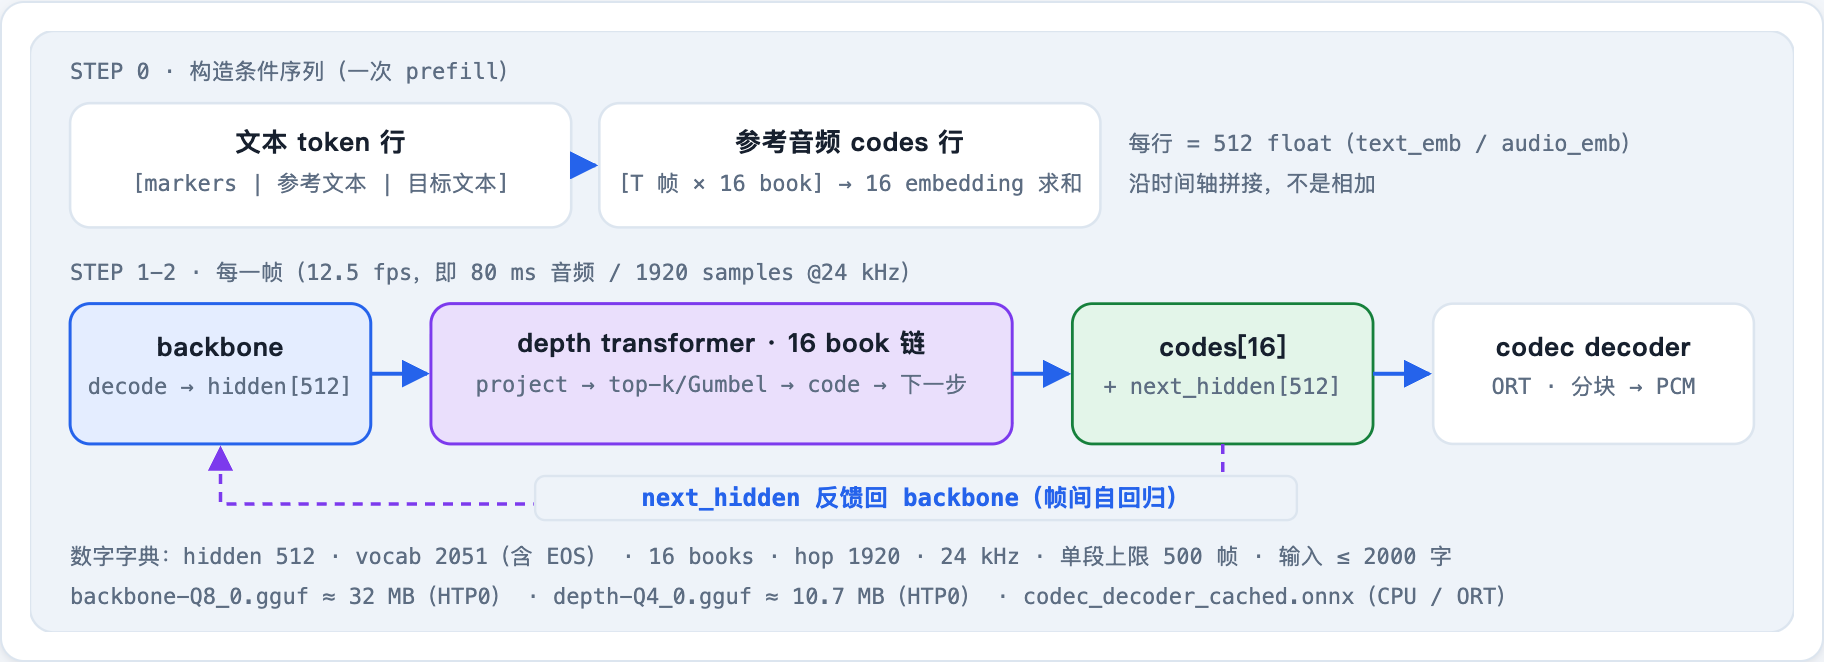 STEP 0 · 构造条件序列（一次 prefill）
文本 token 行
[markers | 参考文本 | 目标文本]
参考音频 codes 行
[T 帧 × 16 book] → 16 embedding 求和
每行 = 512 float（text_emb / audio_emb）
沿时间轴拼接，不是相加
STEP 1–2 · 每一帧（12.5 fps，即 80 ms 音频 / 1920 samples @24 kHz）
backbone
decode → hidden[512]
depth transformer · 16 book 链
project → top-k/Gumbel → code → 下一步
codes[16]
+ next_hidden[512]
codec decoder
ORT · 分块 → PCM
next_hidden 反馈回 backbone（帧间自回归）
数字字典：hidden 512 · vocab 2051（含 EOS） · 16 books · hop 1920 · 24 kHz · 单段上限 500 帧 · 输入 ≤ 2000 字
backbone-Q8_0.gguf ≈ 32 MB（HTP0） · depth-Q4_0.gguf ≈ 10.7 MB（HTP0） · codec_decoder_cached.onnx（CPU / ORT）